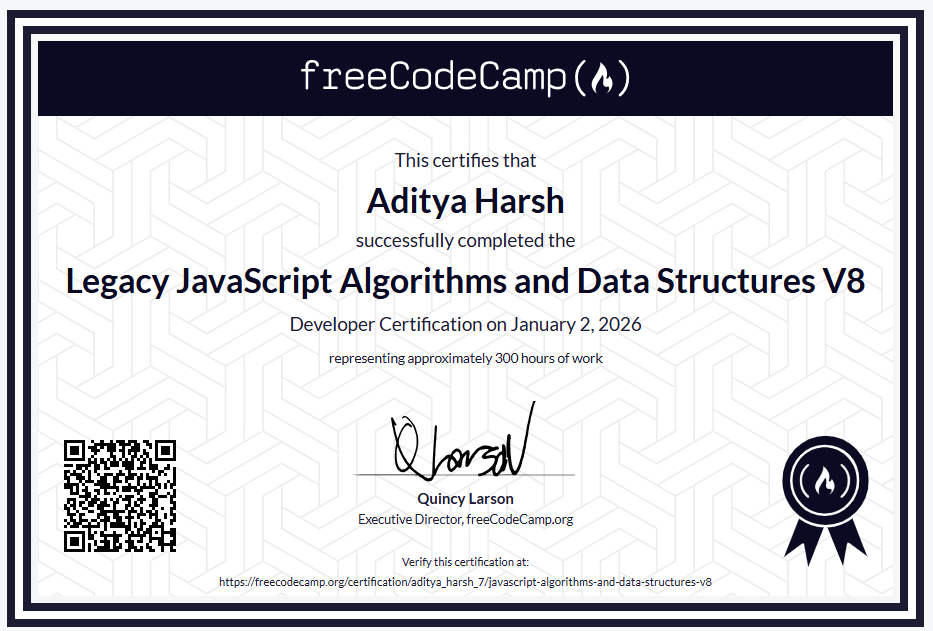 freeCodeCamp(🔥)
This certifies that
Aditya Harsh
successfully completed the
Legacy JavaScript Algorithms and Data Structures V8
Developer Certification on January 2, 2026
representing approximately 300 hours of work
Q Larson
Quincy Larson
Executive Director, freeCodeCamp.org
Verify this certification at:
https://freecodecamp.org/certification/aditya_harsh_7/javascript-algorithms-and-data-structures-v8